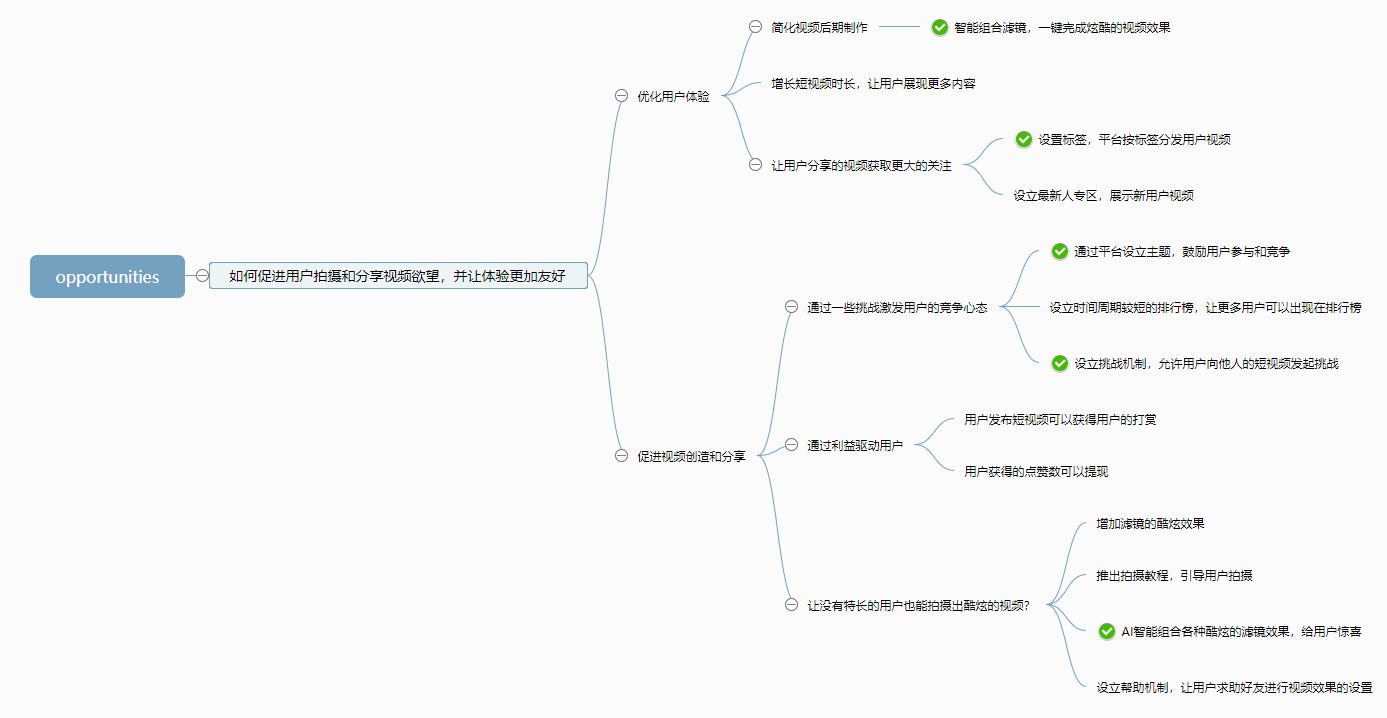 opportunities
如何促进用户拍摄和分享视频欲望，并让体验更加友好
优化用户体验
简化视频后期制作
智能组合滤镜，一键完成炫酷的视频效果
增长短视频时长，让用户展现更多内容
让用户分享的视频获取更大的关注
设置标签，平台按标签分发用户视频
设立最新人专区，展示新用户视频
促进视频创造和分享
通过一些挑战激发用户的竞争心态
通过平台设立主题，鼓励用户参与和竞争
设立时间周期较短的排行榜，让更多用户可以出现在排行榜
设立挑战机制，允许用户向他人的短视频发起挑战
通过利益驱动用户
用户发布短视频可以获得用户的打赏
用户获得的点赞数可以提现
让没有特长的用户也能拍摄出酷炫的视频？
增加滤镜的酷炫效果
推出拍摄教程，引导用户拍摄
AI智能组合各种酷炫的滤镜效果，给用户惊喜
设立帮助机制，让用户求助好友进行视频效果的设置